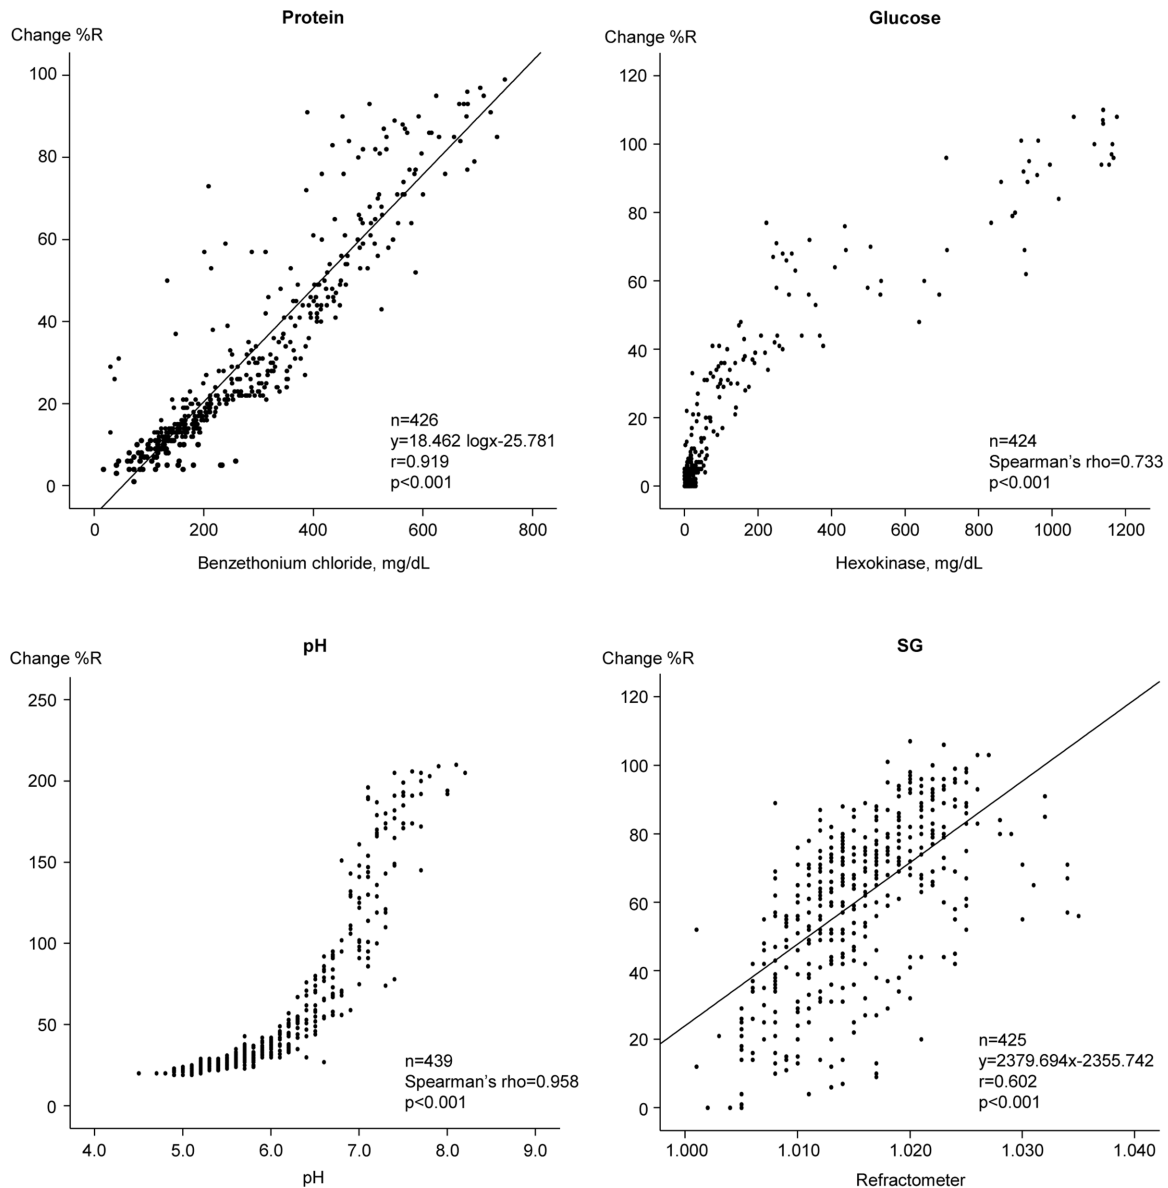 Protein
Change %R
100
80
60
40
20
0
n=426
y=18.462 logx-25.781
r=0.919
p<0.001
0 200 400 600 800
Benzethonium chloride, mg/dL
Glucose
Change %R
120
100
80
60
40
20
0
n=424
Spearman's rho=0.733
p<0.001
0 200 400 600 800 1000 1200
Hexokinase, mg/dL
pH
Change %R
250
200
150
100
50
0
n=439
Spearman's rho=0.958
p<0.001
4.0 5.0 6.0 7.0 8.0 9.0
pH
SG
Change %R
120
100
80
60
40
20
0
n=425
y=2379.694x-2355.742
r=0.602
p<0.001
1.000 1.010 1.020 1.030 1.040
Refractometer